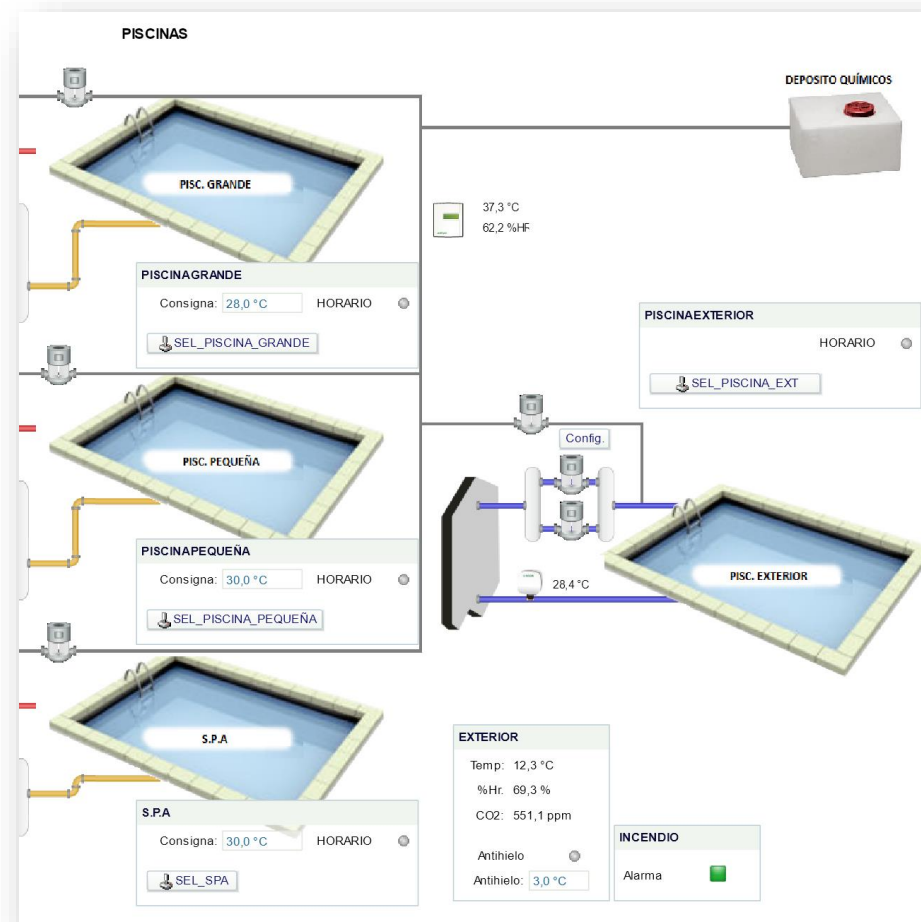 PISCINAS
DEPOSITO QUÍMICOS
PISC. GRANDE
37,3 °C
62,2 %HF
PISCINAGRANDE
Consigna: 28,0 °C HORARIO
SEL_PISCINA_GRANDE
PISCINAEXTERIOR
HORARIO
SEL_PISCINA_EXT
Config.
PISC. PEQUEÑA
PISCINAPEQUEÑA
Consigna: 30,0 °C HORARIO
SEL_PISCINA_PEQUEÑA
28,4 °C
PISC. EXTERIOR
S.P.A
S.P.A
Consigna: 30,0 °C HORARIO
SEL_SPA
EXTERIOR
Temp: 12,3 °C
%Hr. 69,3 %
CO2: 551,1 ppm
Antihielo
Antihielo: 3,0 °C
INCENDIO
Alarma